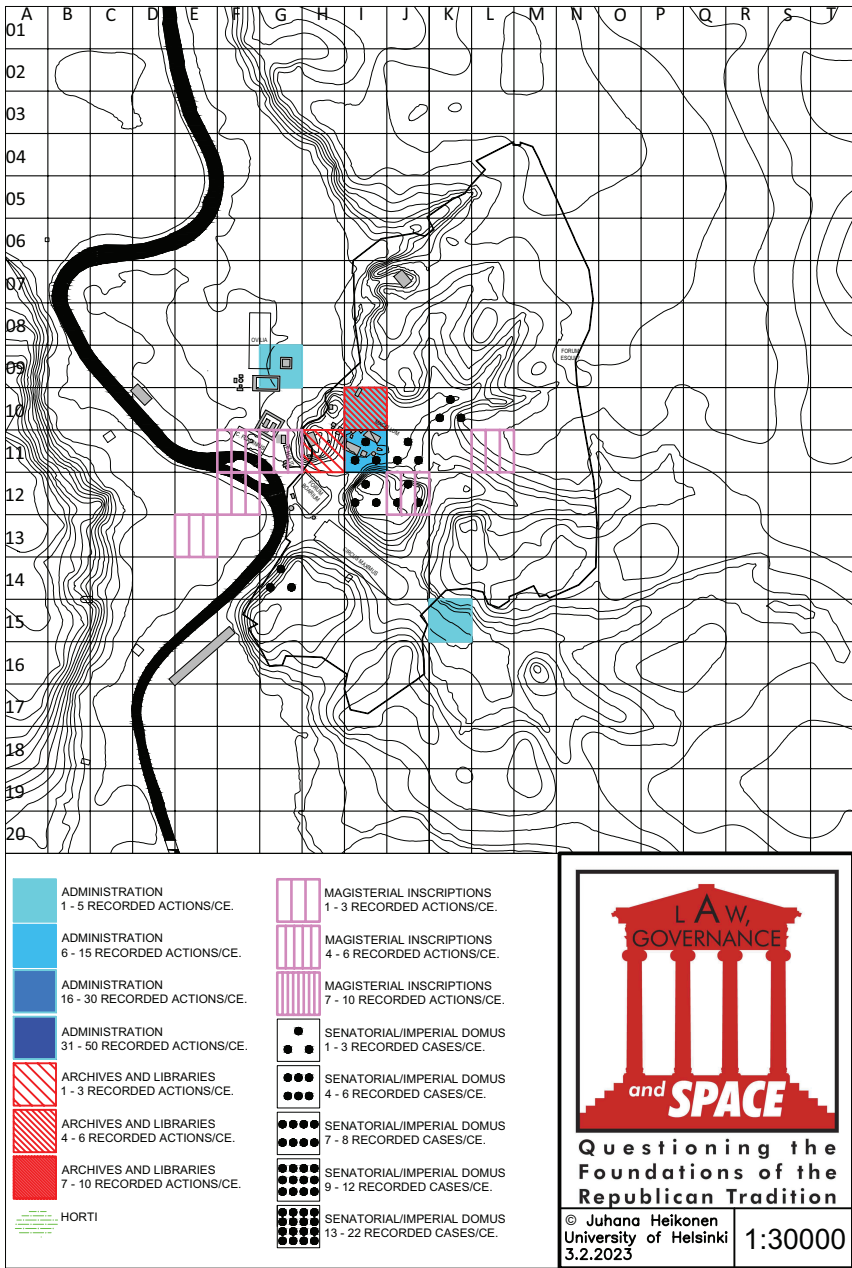 A B C D E F G H I J K L M N O P Q R S T
01
02
03
04
05
06
07
08
09
10
11
12
13
14
15
16
17
18
19
20
OVILIA
FORUM
ESQUIL
FORUM
BOARIUM
CIRCUS MAXIMUS
ADMINISTRATION
1 - 5 RECORDED ACTIONS/CE.
ADMINISTRATION
6 - 15 RECORDED ACTIONS/CE.
ADMINISTRATION
16 - 30 RECORDED ACTIONS/CE.
ADMINISTRATION
31 - 50 RECORDED ACTIONS/CE.
ARCHIVES AND LIBRARIES
1 - 3 RECORDED ACTIONS/CE.
ARCHIVES AND LIBRARIES
4 - 6 RECORDED ACTIONS/CE.
ARCHIVES AND LIBRARIES
7 - 10 RECORDED ACTIONS/CE.
HORTI
MAGISTERIAL INSCRIPTIONS
1 - 3 RECORDED ACTIONS/CE.
MAGISTERIAL INSCRIPTIONS
4 - 6 RECORDED ACTIONS/CE.
MAGISTERIAL INSCRIPTIONS
7 - 10 RECORDED ACTIONS/CE.
SENATORIAL/IMPERIAL DOMUS
1 - 3 RECORDED CASES/CE.
SENATORIAL/IMPERIAL DOMUS
4 - 6 RECORDED CASES/CE.
SENATORIAL/IMPERIAL DOMUS
7 - 8 RECORDED CASES/CE.
SENATORIAL/IMPERIAL DOMUS
9 - 12 RECORDED CASES/CE.
SENATORIAL/IMPERIAL DOMUS
13 - 22 RECORDED CASES/CE.
LAW,
GOVERNANCE
and SPACE
Questioning the
Foundations of the
Republican Tradition
© Juhana Heikonen
University of Helsinki
3.2.2023
1:30000